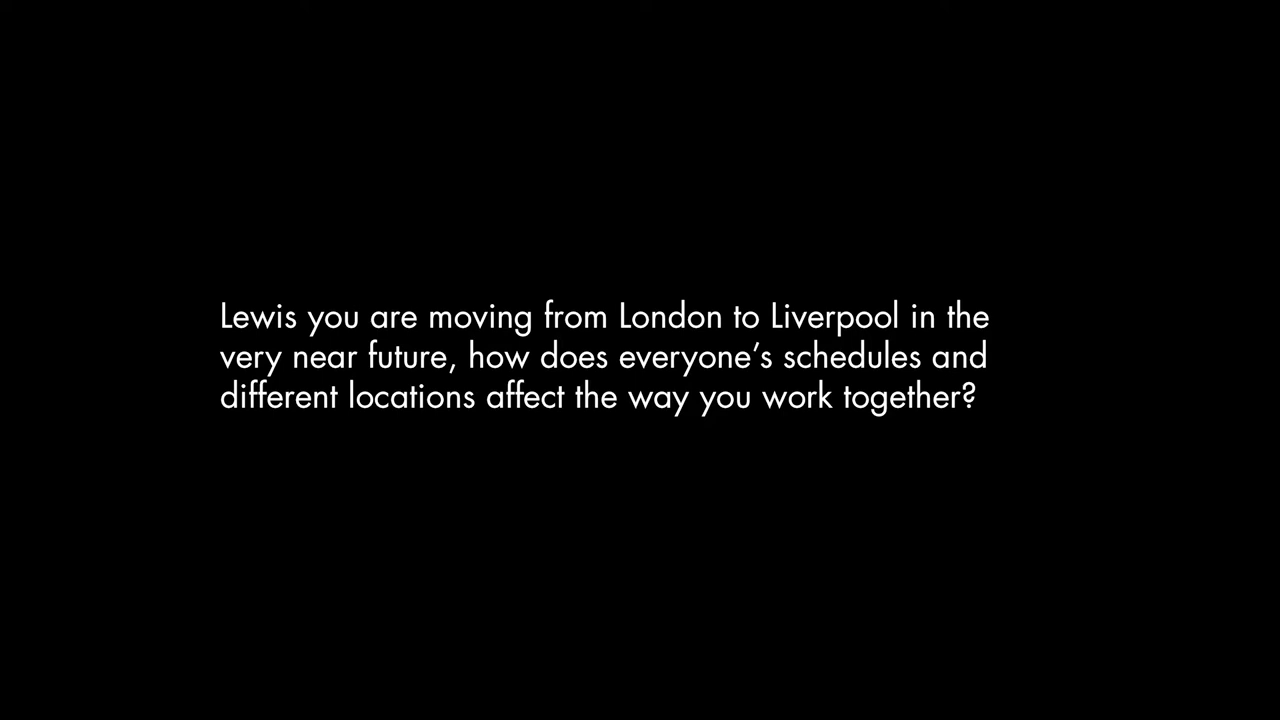 Lewis you are moving from London to Liverpool in the
very near future, how does everyone’s schedules and
different locations affect the way you work together?